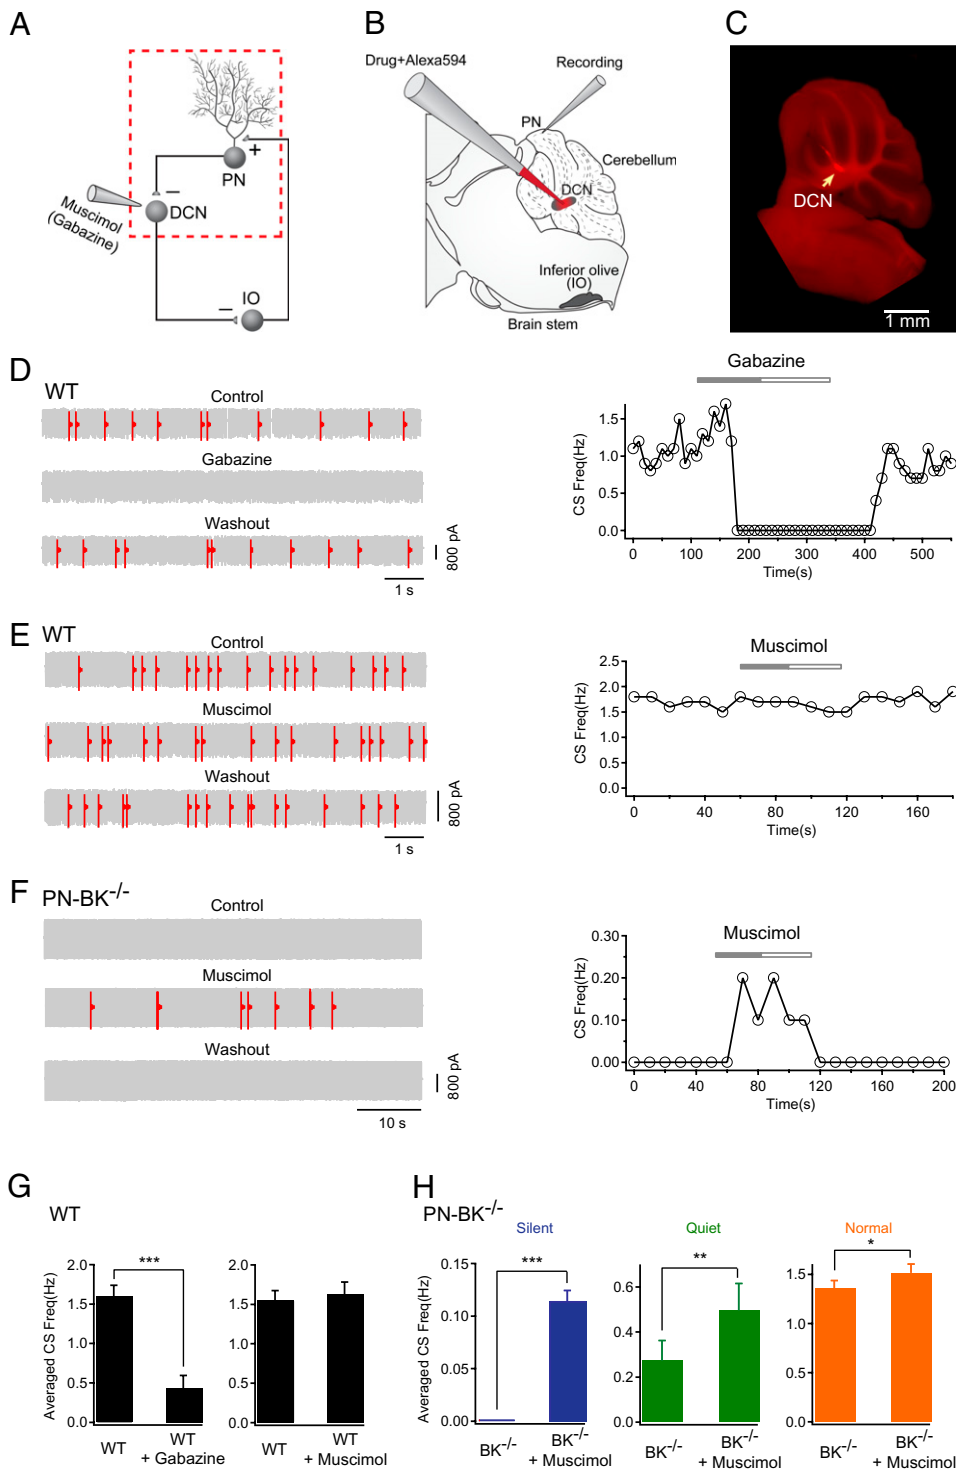 A
Muscimol
(Gabazine)
PN
+
−
DCN
−
IO
B
Drug+Alexa594
Recording
PN
Cerebellum
DCN
Inferior olive
(IO)
Brain stem
C
DCN
1 mm
D
WT
Control
Gabazine
Washout
800 pA
1 s
Gabazine
CS Freq(Hz)
1.5
1.0
0.5
0.0
0 100 200 300 400 500
Time(s)
E
WT
Control
Muscimol
Washout
800 pA
1 s
Muscimol
CS Freq(Hz)
2.5
2.0
1.5
1.0
0.5
0.0
0 40 80 120 160
Time(s)
F
PN-BK-/-
Control
Muscimol
Washout
800 pA
10 s
Muscimol
CS Freq(Hz)
0.30
0.20
0.10
0.00
0 40 80 120 160 200
Time(s)
G
WT
Averaged CS Freq(Hz)
2.0
1.5
1.0
0.5
0.0
***
WT
WT
+ Gabazine
2.0
1.5
1.0
0.5
0.0
WT
WT
+ Muscimol
H
PN-BK-/-
Averaged CS Freq(Hz)
Silent
0.15
0.10
0.05
0.00
***
BK-/-
BK-/-
+ Muscimol
Quiet
0.6
0.4
0.2
0.0
**
BK-/-
BK-/-
+ Muscimol
Normal
1.5
1.0
0.5
0.0
*
BK-/-
BK-/-
+ Muscimol